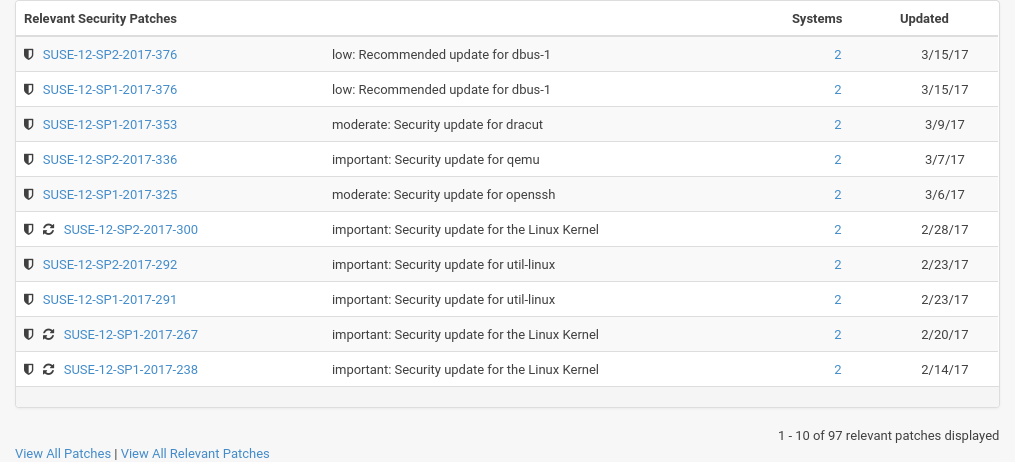 Relevant Security Patches Systems Updated
SUSE-12-SP2-2017-376 low: Recommended update for dbus-1 2 3/15/17
SUSE-12-SP1-2017-376 low: Recommended update for dbus-1 2 3/15/17
SUSE-12-SP1-2017-353 moderate: Security update for dracut 2 3/9/17
SUSE-12-SP2-2017-336 important: Security update for qemu 2 3/7/17
SUSE-12-SP1-2017-325 moderate: Security update for openssh 2 3/6/17
SUSE-12-SP2-2017-300 important: Security update for the Linux Kernel 2 2/28/17
SUSE-12-SP2-2017-292 important: Security update for util-linux 2 2/23/17
SUSE-12-SP1-2017-291 important: Security update for util-linux 2 2/23/17
SUSE-12-SP1-2017-267 important: Security update for the Linux Kernel 2 2/20/17
SUSE-12-SP1-2017-238 important: Security update for the Linux Kernel 2 2/14/17
1 - 10 of 97 relevant patches displayed
View All Patches | View All Relevant Patches